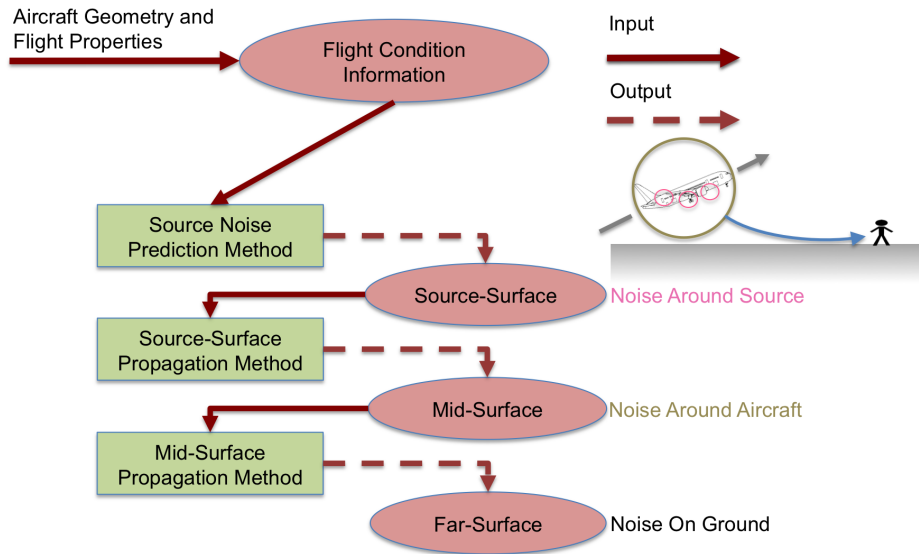 Aircraft Geometry and
Flight Properties
Flight Condition
Information
Input
Output
Source Noise
Prediction Method
Source-Surface
Noise Around Source
Source-Surface
Propagation Method
Mid-Surface
Noise Around Aircraft
Mid-Surface
Propagation Method
Far-Surface
Noise On Ground